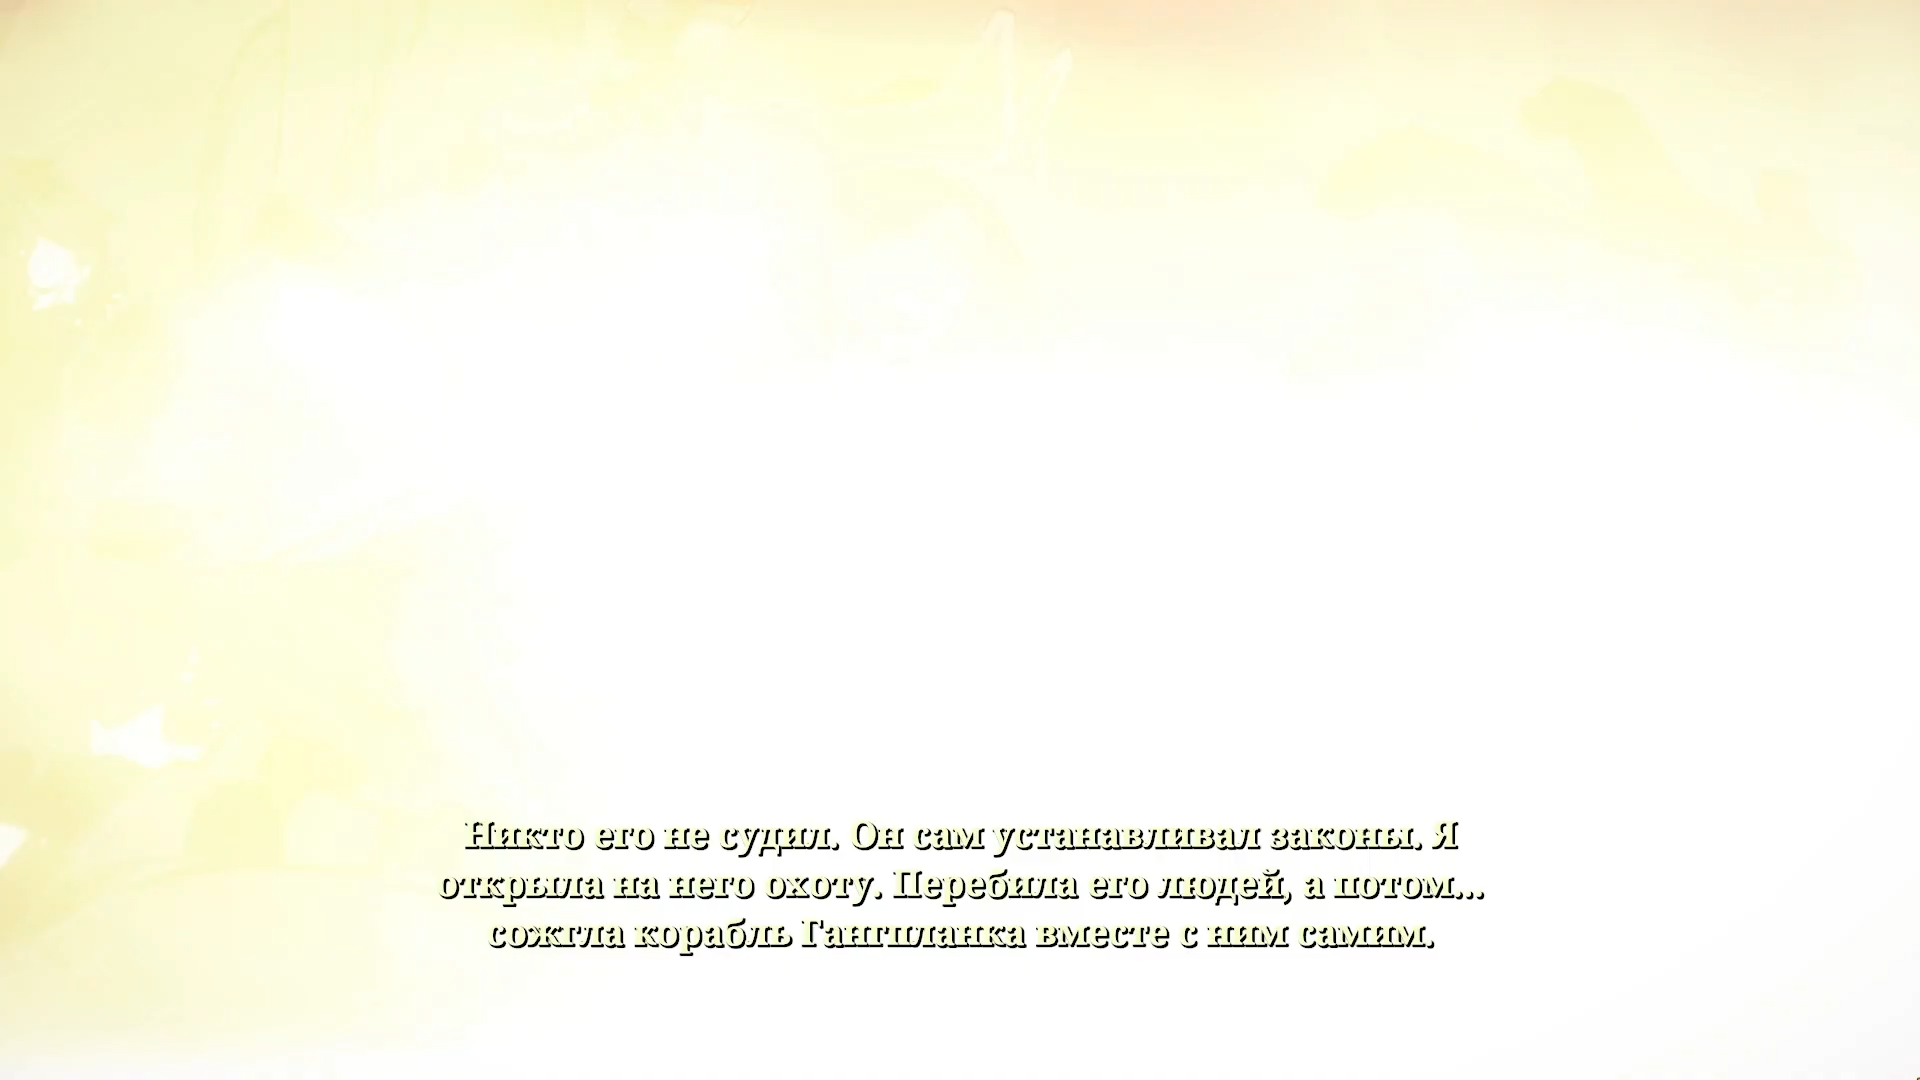 Никто его не судил. Он сам устанавливал законы. Я
открыла на него охоту. Перебила его людей, а потом...
сожгла корабль Гангпланка вместе с ним самим.